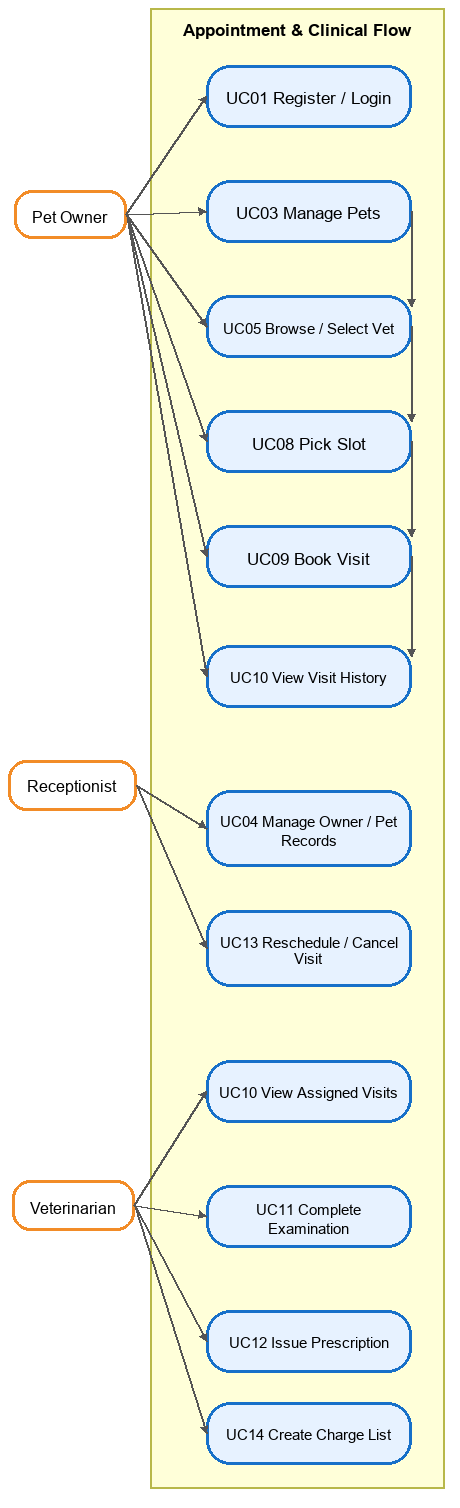 Appointment & Clinical Flow
UC01 Register / Login
Pet Owner
UC03 Manage Pets
UC05 Browse / Select Vet
UC08 Pick Slot
UC09 Book Visit
UC10 View Visit History
Receptionist
UC04 Manage Owner / Pet
Records
UC13 Reschedule / Cancel
Visit
UC10 View Assigned Visits
Veterinarian
UC11 Complete
Examination
UC12 Issue Prescription
UC14 Create Charge List